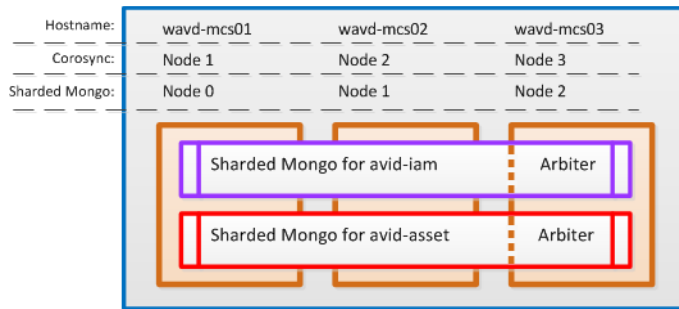 Hostname: wavd-mcs01 wavd-mcs02 wavd-mcs03
Corosync: Node 1 Node 2 Node 3
Sharded Mongo: Node 0 Node 1 Node 2
Sharded Mongo for avid-iam Arbiter
Sharded Mongo for avid-asset Arbiter